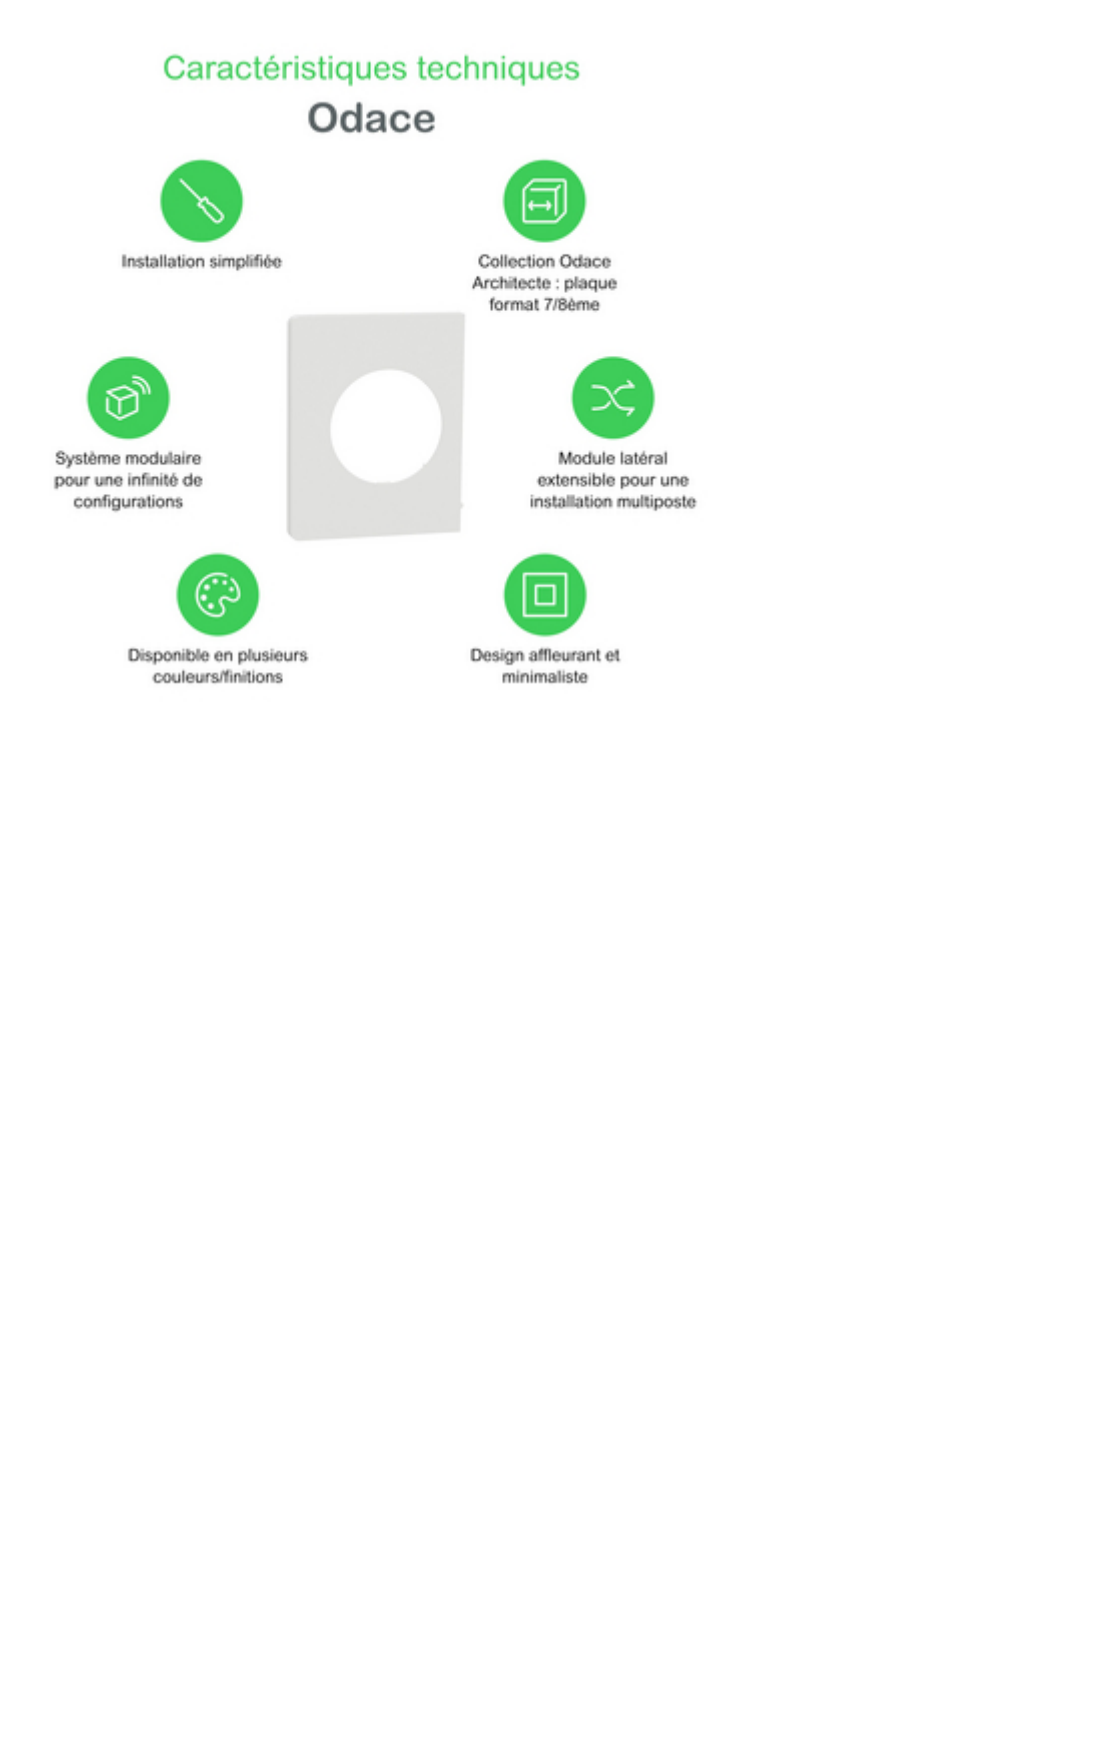 Caractéristiques techniques
Odace
Installation simplifiée
Collection Odace
Architecte : plaque
format 7/8ème
Système modulaire
pour une infinité de
configurations
Module latéral
extensible pour une
installation multiposte
Disponible en plusieurs
couleurs/finitions
Design affleurant et
minimaliste